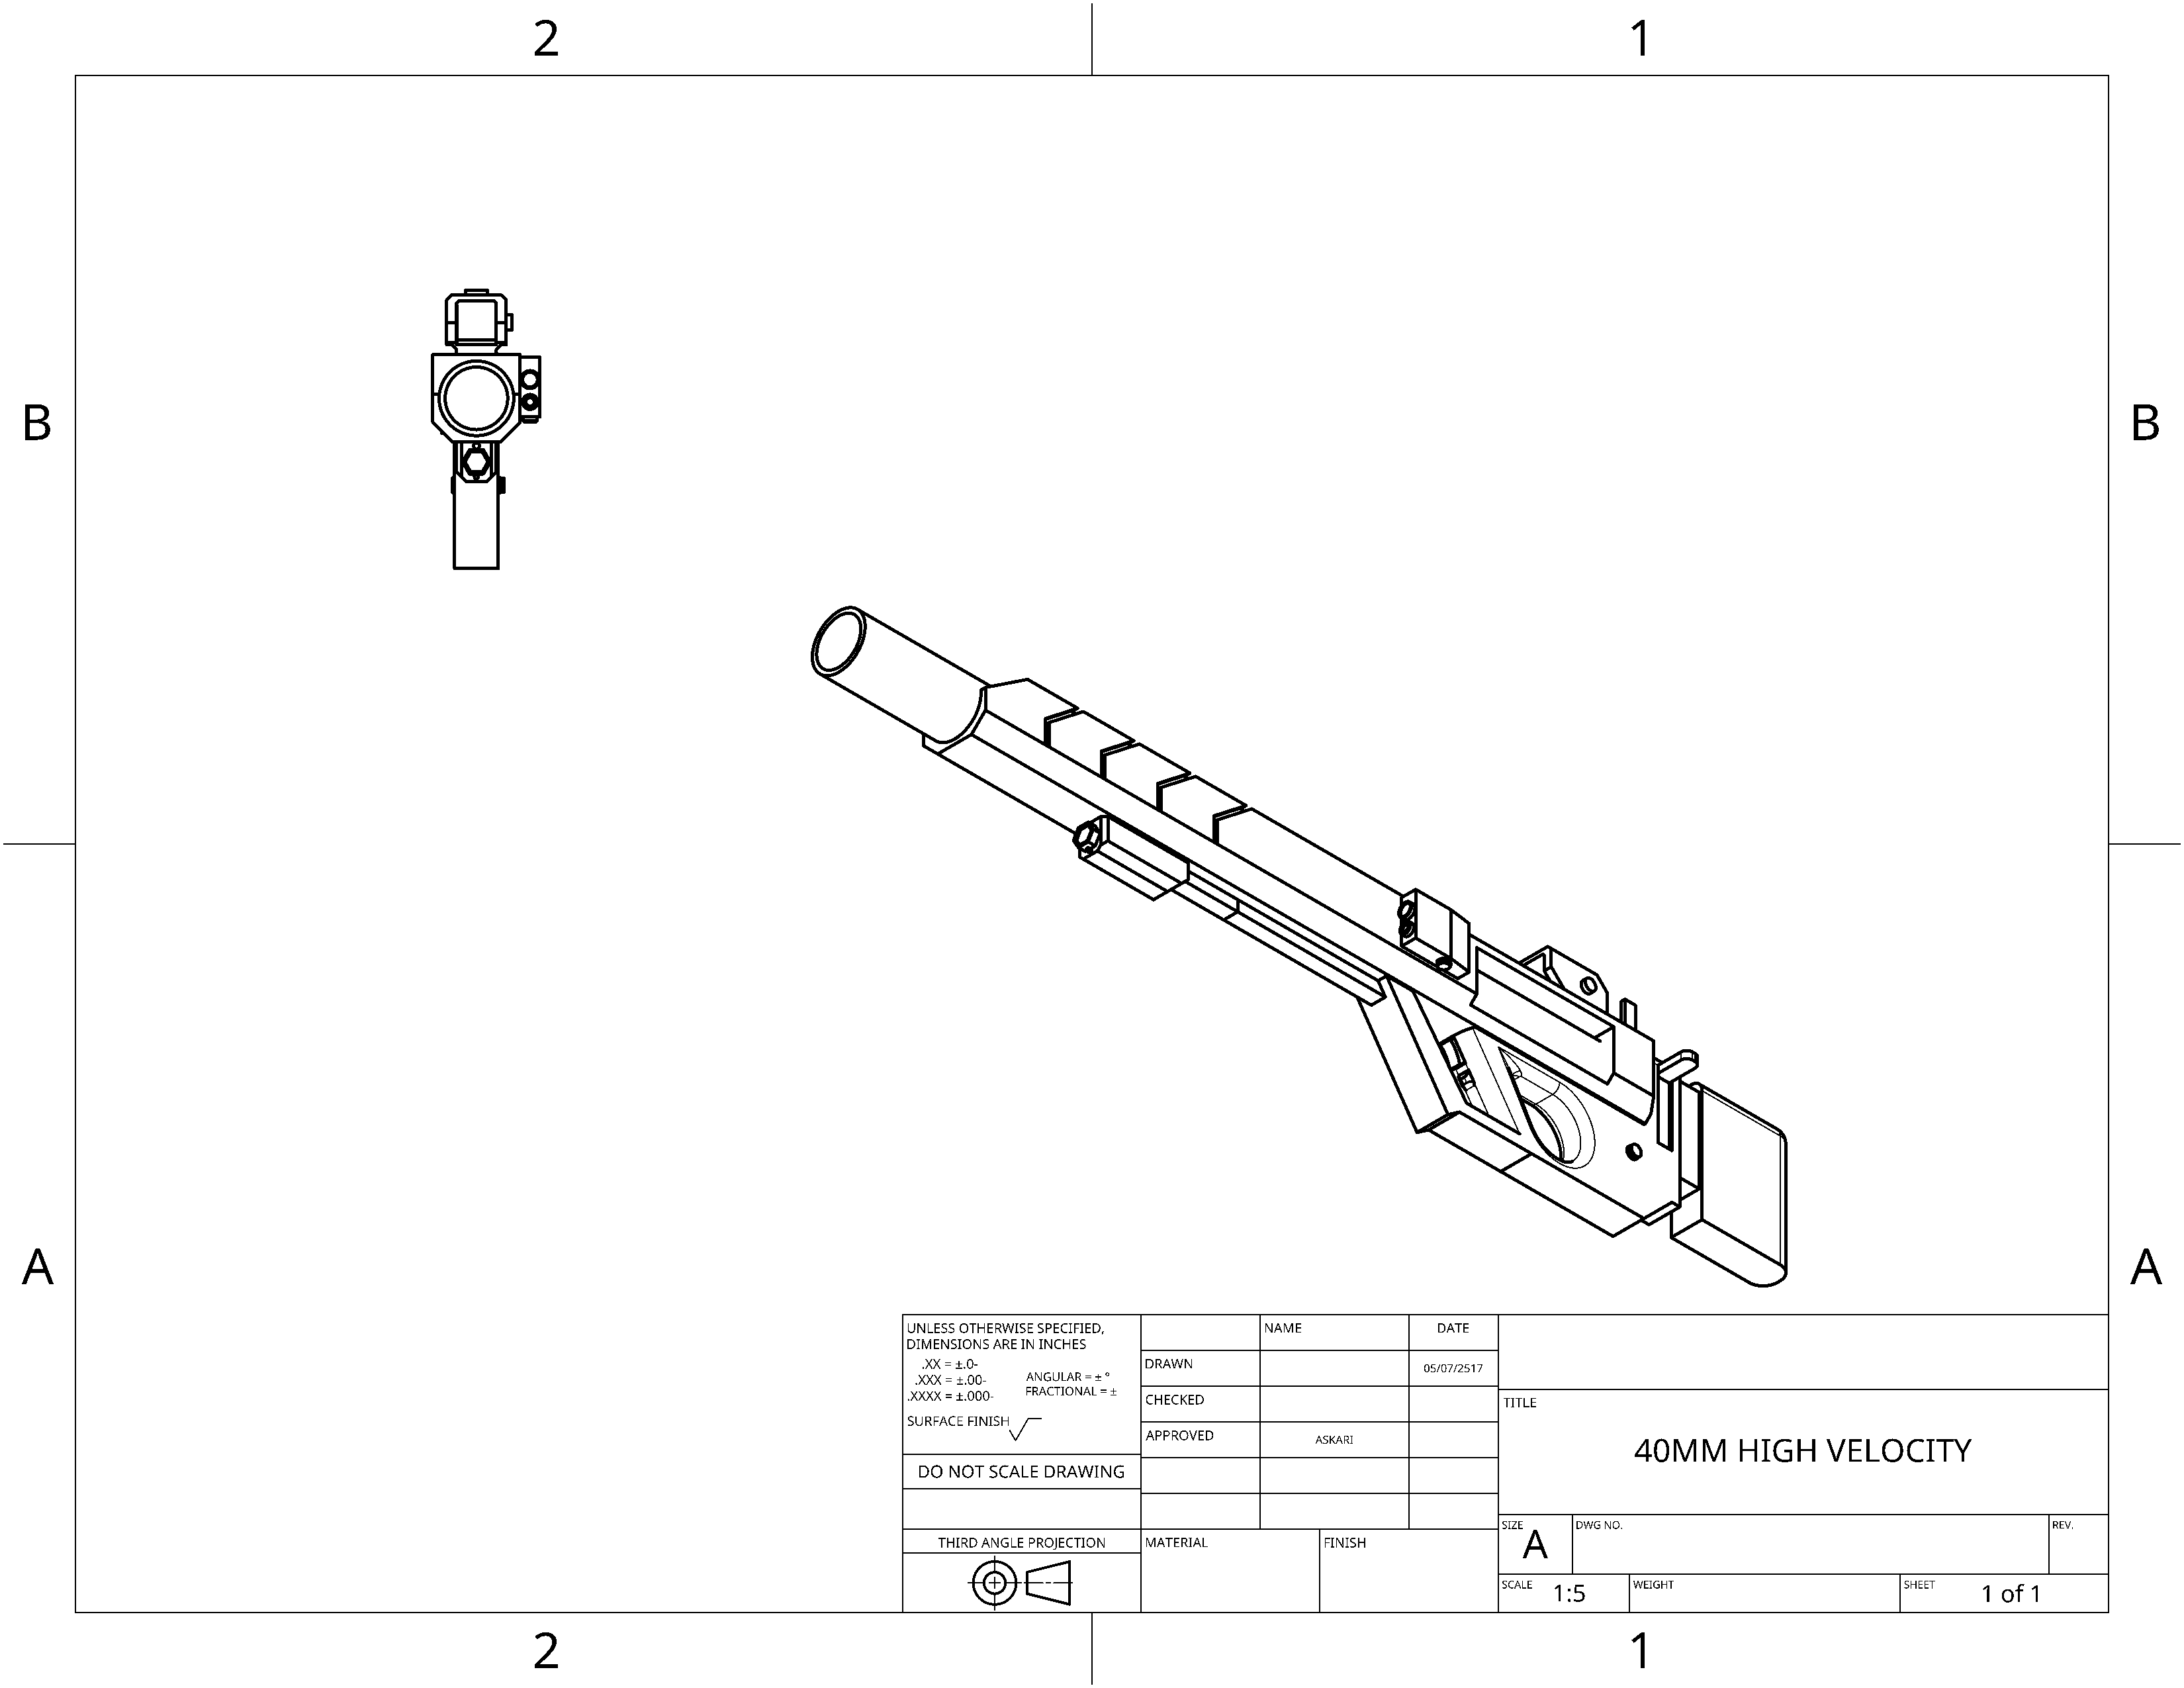 2
1
B
B
A
A
UNLESS OTHERWISE SPECIFIED,
DIMENSIONS ARE IN INCHES
.XX = ±.0-
.XXX = ±.00-
.XXXX = ±.000-
ANGULAR = ± °
FRACTIONAL = ±
SURFACE FINISH
DO NOT SCALE DRAWING
THIRD ANGLE PROJECTION
NAME
DATE
DRAWN
05/07/2517
CHECKED
APPROVED
ASKARI
MATERIAL
FINISH
TITLE
40MM HIGH VELOCITY
SIZE
A
DWG NO.
REV.
SCALE
1:5
WEIGHT
SHEET
1 of 1
2
1